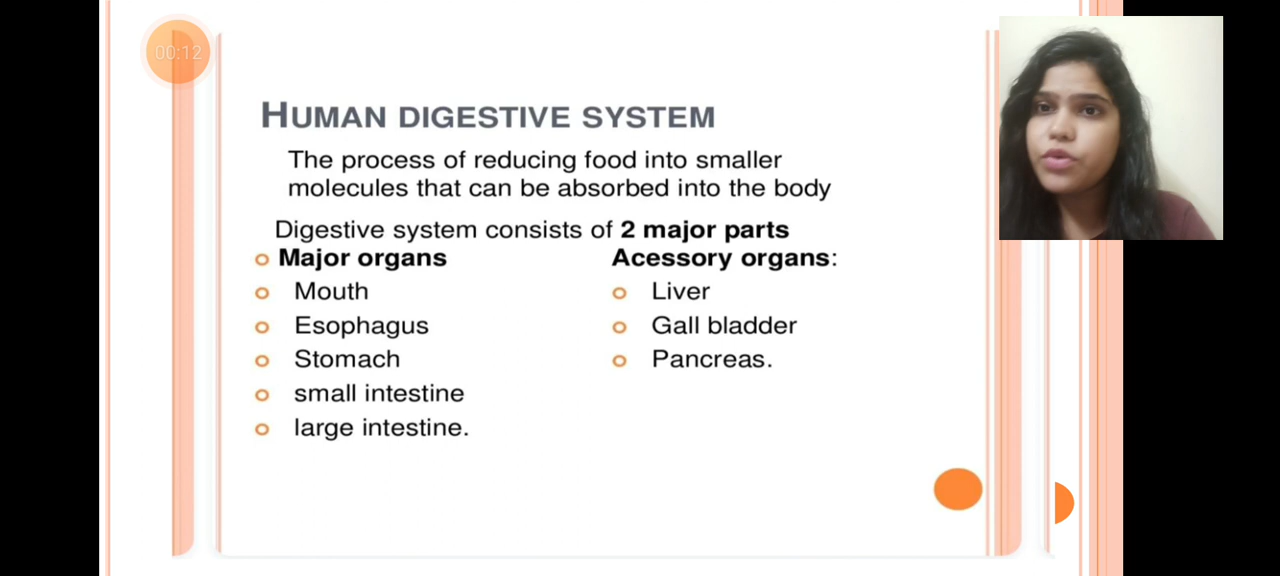 00:12
HUMAN DIGESTIVE SYSTEM
The process of reducing food into smaller
molecules that can be absorbed into the body
Digestive system consists of 2 major parts
Major organs
Mouth
Esophagus
Stomach
small intestine
large intestine.
Acessory organs:
Liver
Gall bladder
Pancreas.